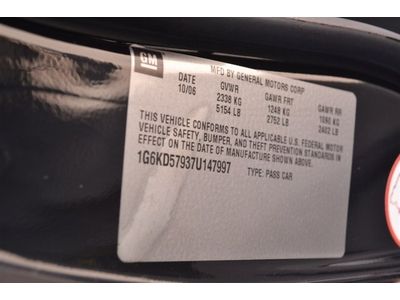 GM
MFD BY GENERAL MOTORS CORP
10/06 GVWR GAWR FRT GAWR RR
2338 KG 1248 KG 1090 KG
5154 LB 2752 LB 2402 LB
THIS VEHICLE CONFORMS TO ALL APPLICABLE U.S. FEDERAL MOTOR
VEHICLE SAFETY, BUMPER, AND THEFT PREVENTION STANDARDS
IN EFFECT ON THE DATE OF MANUFACTURE SHOWN ABOVE.
1G6KD57937U147997 TYPE: PASS CAR